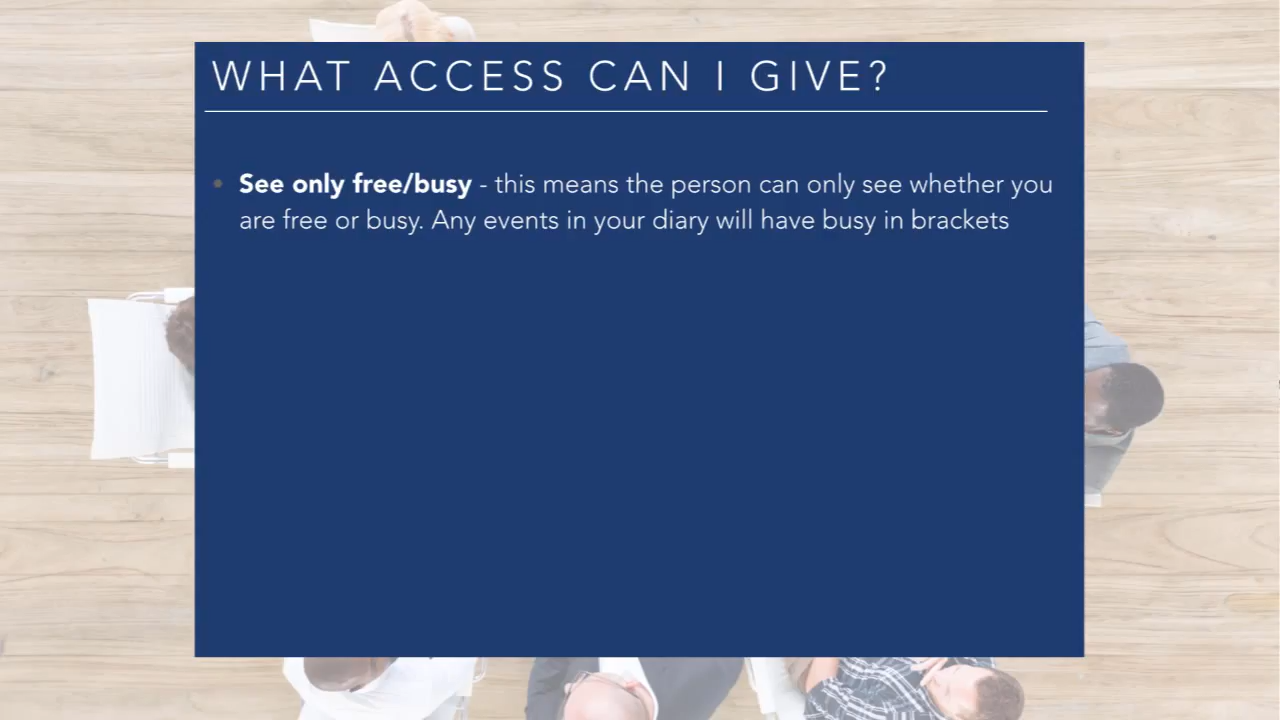 WHAT ACCESS CAN I GIVE?
• See only free/busy - this means the person can only see whether you
are free or busy. Any events in your diary will have busy in brackets